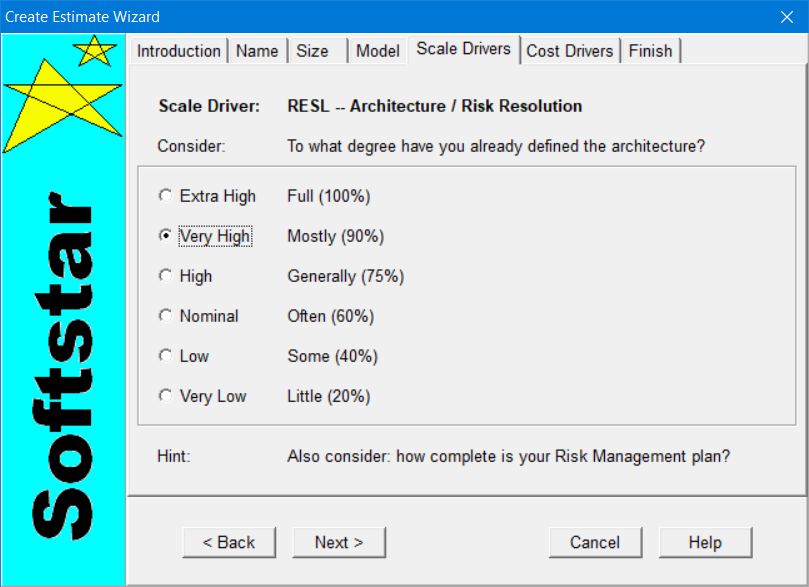 Create Estimate Wizard
Introduction Name Size Model Scale Drivers Cost Drivers Finish
Softstar
Scale Driver: RESL -- Architecture / Risk Resolution
Consider: To what degree have you already defined the architecture?
Extra High Full (100%)
Very High Mostly (90%)
High Generally (75%)
Nominal Often (60%)
Low Some (40%)
Very Low Little (20%)
Hint: Also consider: how complete is your Risk Management plan?
< Back Next > Cancel Help